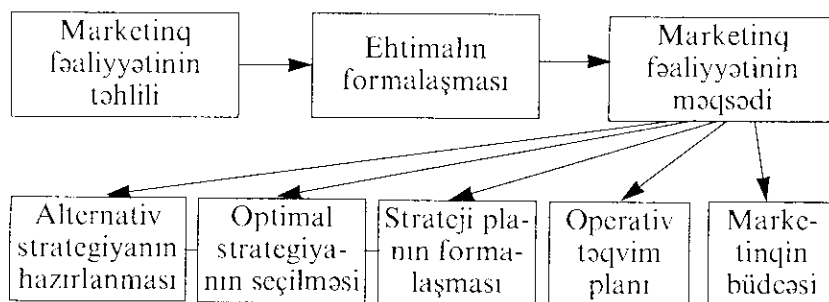 Marketinq
fəaliyyətinin
təhlili
Ehtimalın
formalaşması
Marketinq
fəaliyyətinin
məqsədi
Alternativ
strategiyanın
hazırlanması
Optimal
strategiya-
nın seçilməsi
Strateji pla-
nın forma-
laşması
Operativ
təqvim
planı
Marke-
tinqin
büdcəsi